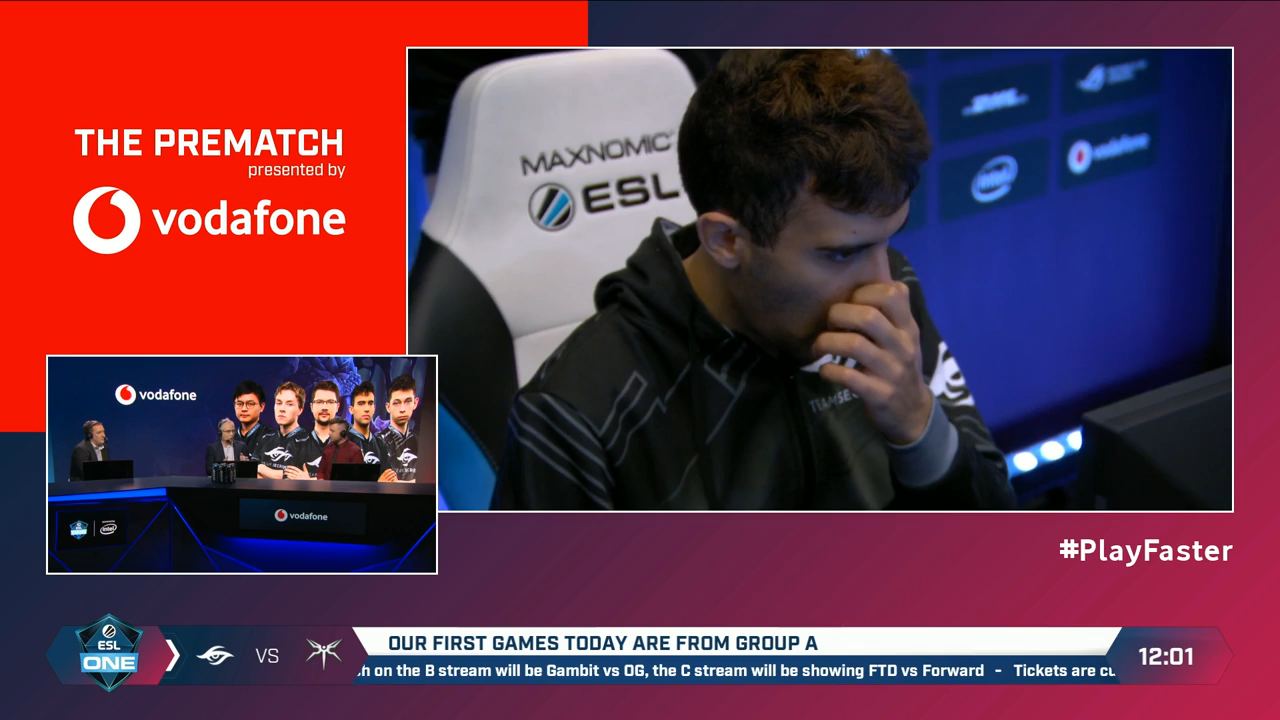 THE PREMATCH
presented by
vodafone
MAXNOMIC
ESL
intel
vodafone
vodafone
vodafone
intel
#PlayFaster
ESL
ONE
VS
OUR FIRST GAMES TODAY ARE FROM GROUP A
on the B stream will be Gambit vs OG, the C stream will be showing FTD vs Forward - Tickets are
12:01